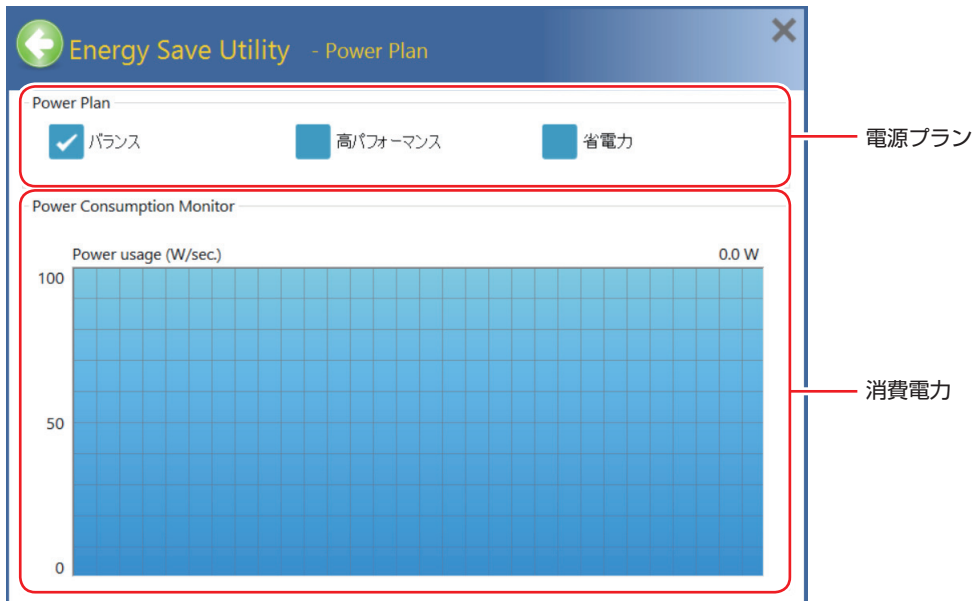 Energy Save Utility - Power Plan
Power Plan
バランス 高パフォーマンス 省電力
電源プラン
Power Consumption Monitor
Power usage (W/sec.) 0.0 W
100
消費電力
50
0